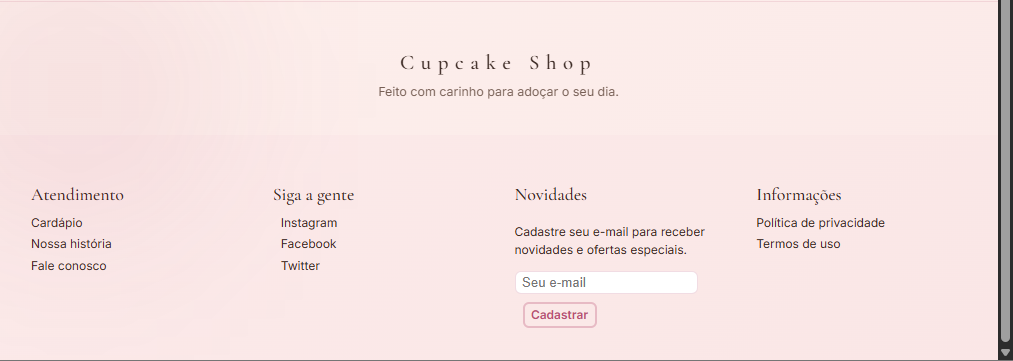 Cupcake Shop
Feito com carinho para adoçar o seu dia.
Atendimento
Cardápio
Nossa história
Fale conosco
Siga a gente
Instagram
Facebook
Twitter
Novidades
Cadastre seu e-mail para receber
novidades e ofertas especiais.
Seu e-mail
Cadastrar
Informações
Política de privacidade
Termos de uso